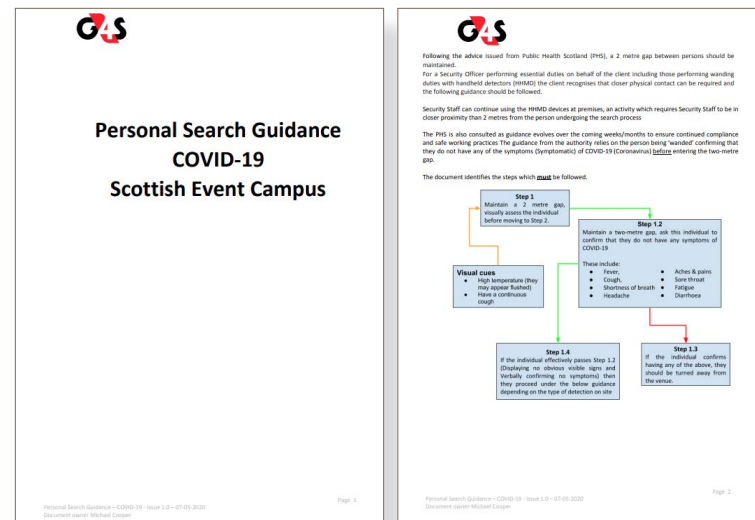 G4S
Personal Search Guidance
COVID-19
Scottish Event Campus
Page 1
Personal Search Guidance – COVID-19 - Issue 1.0 – 07-05-2020
Document owner Michael Cooper
G4S
Following the advice issued from Public Health Scotland (PHS), a 2 metre gap between persons should be
maintained.
For a Security Officer performing essential duties on behalf of the client including those performing wanding
duties with handheld detectors (HHMD) the client recognises that closer physical contact can be required and
the following guidance should be followed.
Security Staff can continue using the HHMD devices at premises, an activity which requires Security Staff to be in
closer proximity than 2 metres from the person undergoing the search process
The PHS is also consulted as guidance evolves over the coming weeks/months to ensure continued compliance
and safe working practices The guidance from the authority relies on the person being 'wanded' confirming that
they do not have any of the symptoms (Symptomatic) of COVID-19 (Coronavirus) before entering the two-metre
gap.
The document identifies the steps which must be followed.
Step 1
Maintain a 2 metre gap,
visually assess the individual
before moving to Step 2.
Step 1.2
Maintain a two-metre gap, ask this individual to
confirm that they do not have any symptoms of
COVID-19
These Include:
● Fever,
● Cough,
● Shortness of breath
● Headache
● Aches & pains
● Sore throat
● Fatigue
● Diarrhoea
Visual cues
● High temperature (they
may appear flushed)
● Have a continuous
cough
Step 1.4
If the individual effectively passes Step 1.2
(Displaying no obvious visible signs and
Verbally confirming no symptoms) then
they proceed under the below guidance
depending on the type of detection on site
Step 1.3
If the individual confirms
having any of the above, they
should be turned away from
the venue.
Page 2
Personal Search Guidance – COVID-19 - Issue 1.0 – 07-05-2020
Document owner Michael Cooper